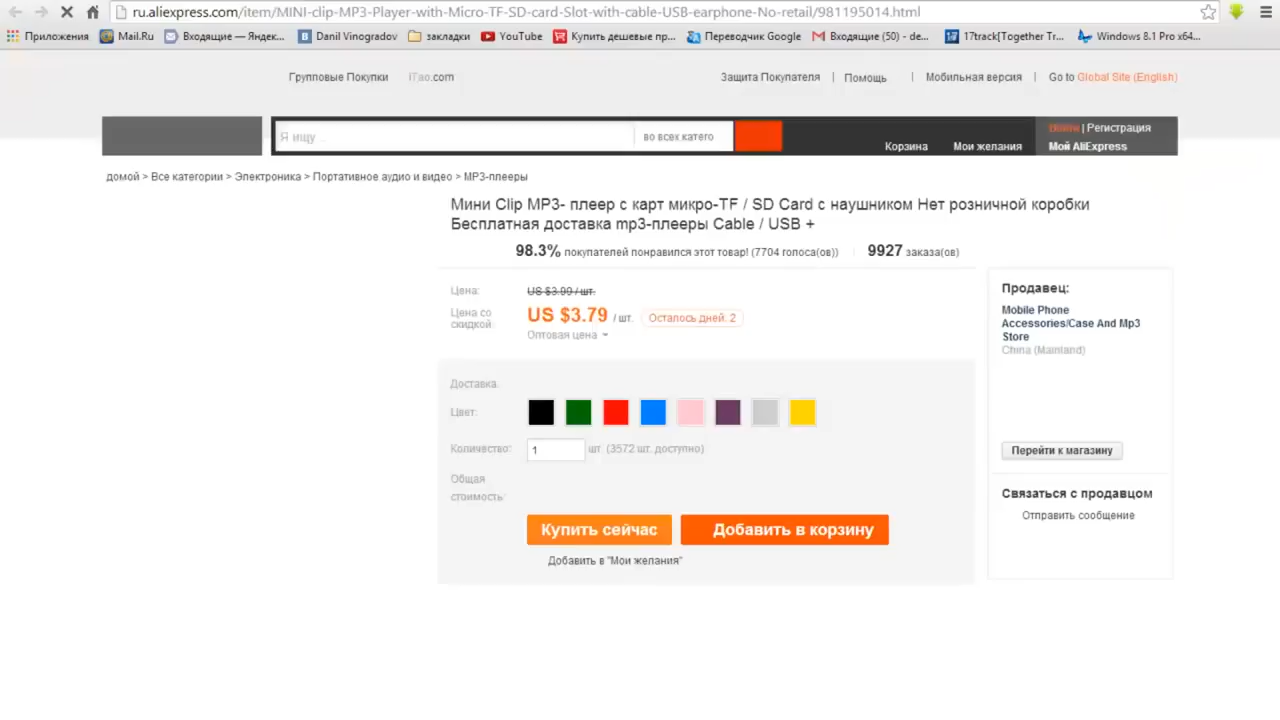 ru.aliexpress.com/item/MINI-clip-MP3-Player-with-Micro-TF-SD-card-Slot-with-cable-USB-earphone-No-retail/981195014.html
Приложения Mail.Ru Входящие — Яндек... Danil Vinogradov закладки YouTube Купить дешевые пр... Переводчик Google Входящие (50) - de... 17track[Together Tr... Windows 8.1 Pro x64...
Групповые Покупки iTao.com Защита Покупателя | Помощь | Мобильная версия | Go to Global Site (English)
Я ищу ... во всех катего
| Регистрация
Корзина Мои желания Мой AliExpress
домой > Все категории > Электроника > Портативное аудио и видео > MP3-плееры
Мини Clip MP3- плеер с карт микро-TF / SD Card с наушником Нет розничной коробки
Бесплатная доставка mp3-плееры Cable / USB +
98.3% покупателей понравился этот товар! (7704 голоса(ов)) 9927 заказа(ов)
Цена: US $3.99 / шт.
Цена со скидкой: US $3.79 / шт. Осталось дней: 2
Оптовая цена
Доставка:
Цвет:
Количество: 1 шт. (3572 шт. доступно)
Общая
стоимость:
Купить сейчас Добавить в корзину
Добавить в "Мои желания"
Продавец:
Mobile Phone
Accessories/Case And Mp3
Store
China (Mainland)
Перейти к магазину
Связаться с продавцом
Отправить сообщение